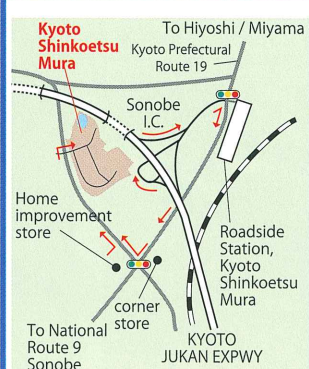 Kyoto
Shinkoetsu
Mura
To Hiyoshi / Miyama
Kyoto Prefectural
Route 19
Sonobe
I.C.
Home
improvement
store
Roadside
Station,
Kyoto
Shinkoetsu
Mura
corner
store
To National
Route 9
Sonobe
KYOTO
JUKAN EXPWY